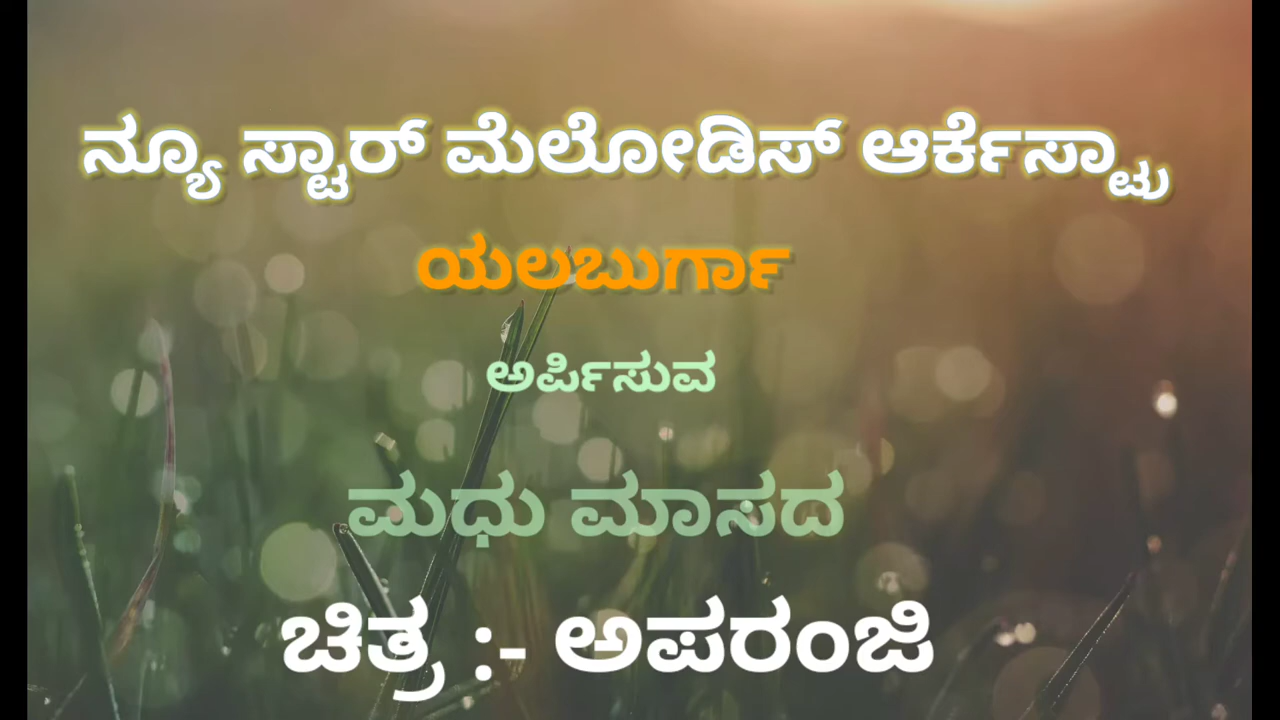 ನ್ಯೂ ಸ್ಟಾರ್ ಮೆಲೋಡಿಸ್ ಆರ್ಕೆಸ್ಟ್ರಾ
ಯಲಬುರ್ಗಾ
ಅರ್ಪಿಸುವ
ಮಧು ಮಾಸದ
ಚಿತ್ರ :- ಅಪರಂಜಿ